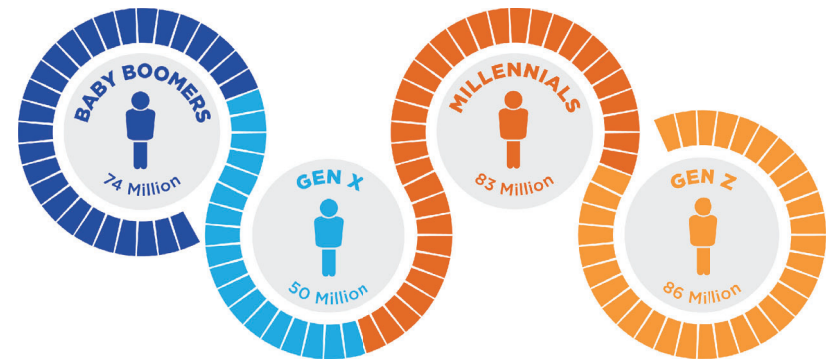 BABY BOOMERS
74 Million
GEN X
50 Million
MILLENNIALS
83 Million
GEN Z
86 Million